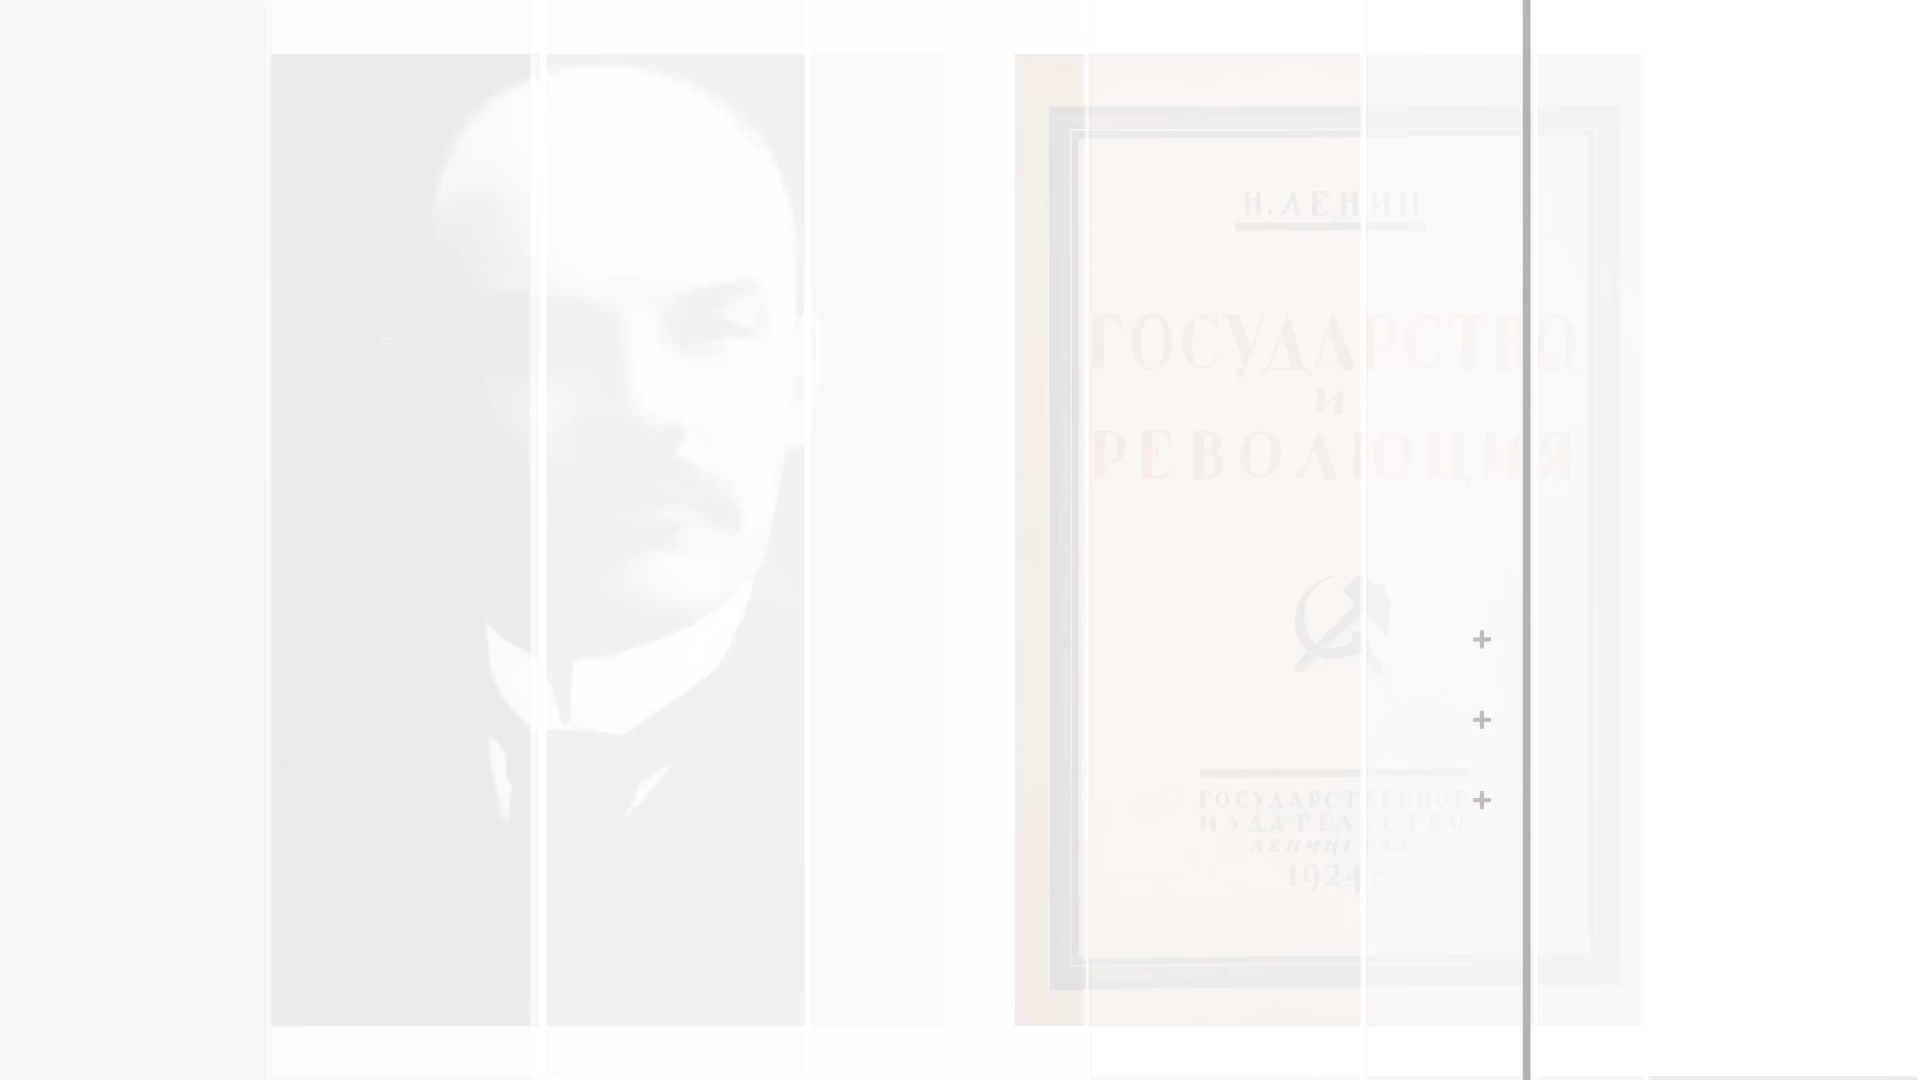 Н. ЛЕНИН
ГОСУДАРСТВО
И
РЕВОЛЮЦИЯ
ГОСУДАРСТВЕННОЕ
ИЗДАТЕЛЬСТВО
ЛЕНИНГРАД
1924 г